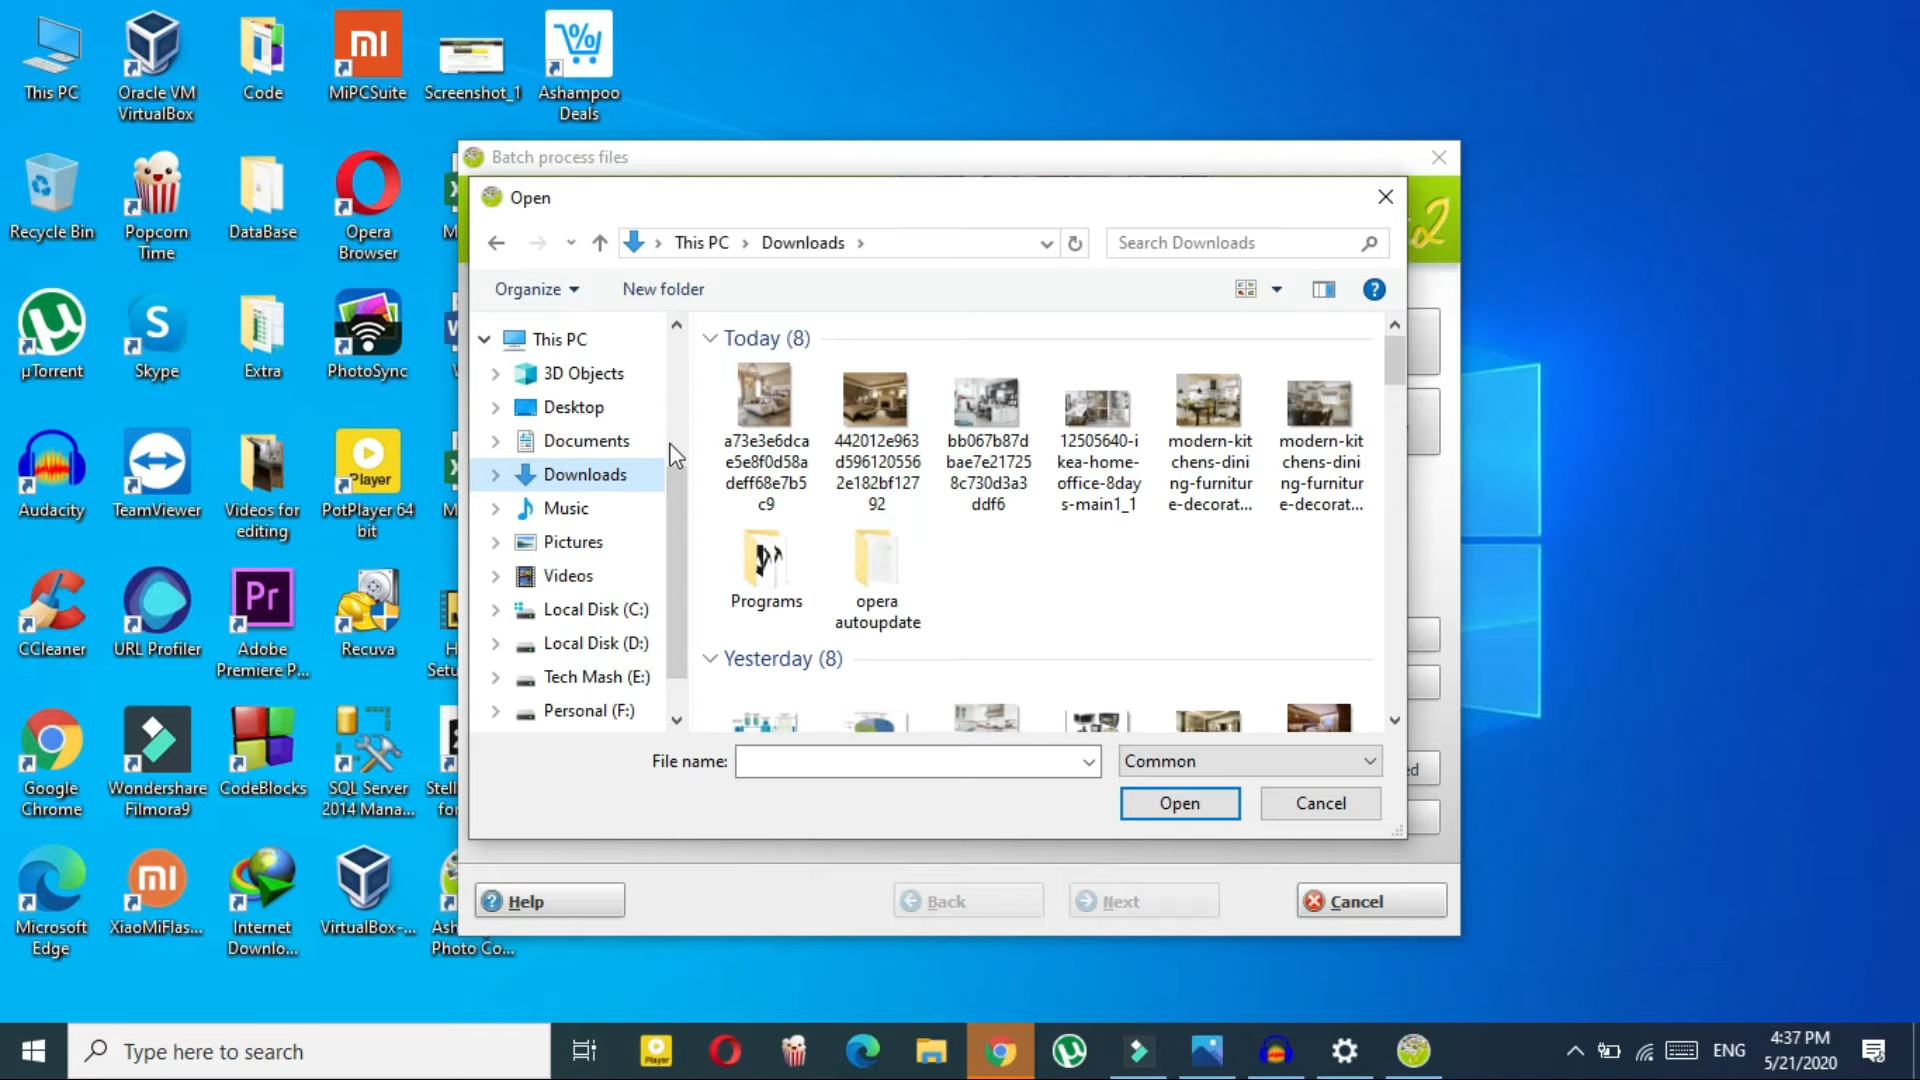 This PC
Oracle VM
VirtualBox
Code
MiPCSuite
Screenshot_1
Ashampoo
Deals
Recycle Bin
Popcorn
Time
DataBase
Opera
Browser
µTorrent
Skype
Extra
PhotoSync
Audacity
TeamViewer
Videos for
editing
PotPlayer 64
bit
CCleaner
URL Profiler
Adobe
Premiere P...
Recuva
Google
Chrome
Wondershare
Filmora9
CodeBlocks
SQL Server
2014 Mana...
Microsoft
Edge
XiaoMiFlas...
Internet
Downlo...
VirtualBox-...
Photo Co...
Batch process files
Open
This PC
Downloads
Search Downloads
Organize
New folder
This PC
3D Objects
Desktop
Documents
Downloads
Music
Pictures
Videos
Local Disk (C:)
Local Disk (D:)
Tech Mash (E:)
Personal (F:)
Today (8)
a73e3e6dca
e5e8f0d58a
deff68e7b5
c9
442012e963
d596120556
2e182bf127
92
bb067b87d
bae7e21725
8c730d3a3
ddf6
12505640-i
kea-home-
office-8day
s-main1_1
modern-kit
chens-dini
ng-furnitur
e-decorat...
modern-kit
chens-dini
ng-furnitur
e-decorat...
Programs
opera
autoupdate
Yesterday (8)
File name:
Common
Open
Cancel
Help
Back
Next
Cancel
Type here to search
Player
ENG
4:37 PM
5/21/2020